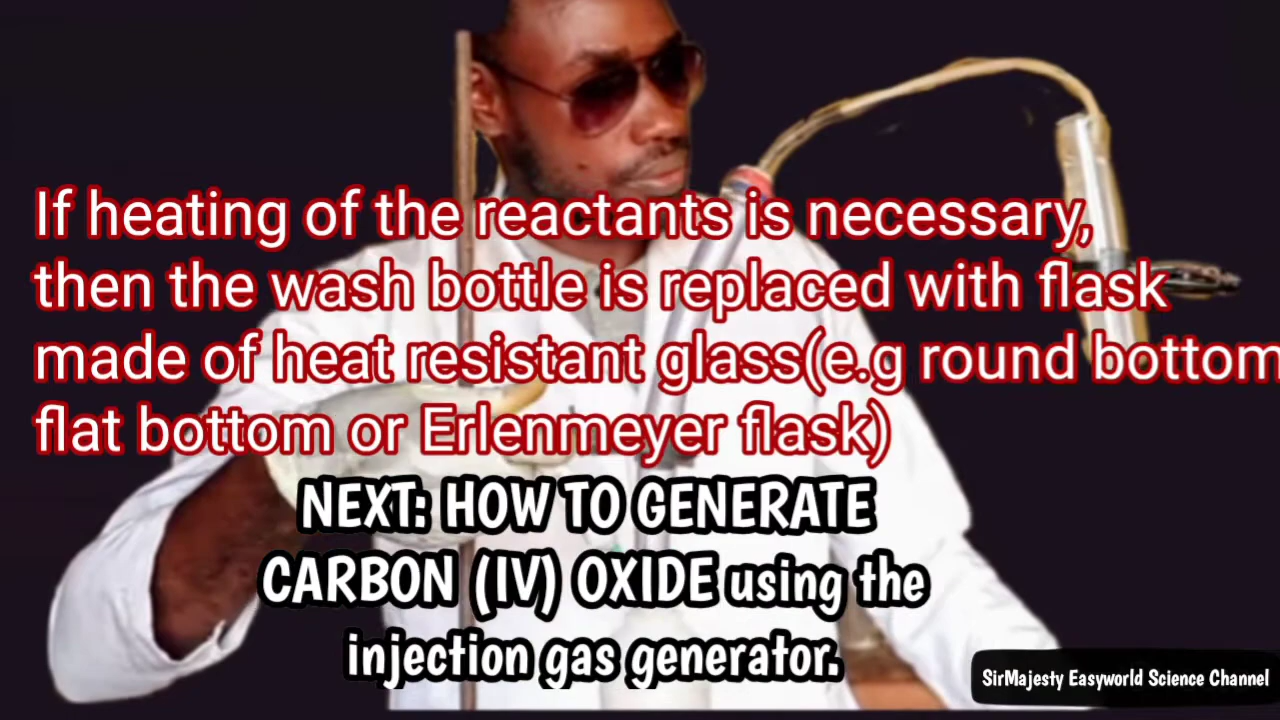 If heating of the reactants is necessary,
then the wash bottle is replaced with flask
made of heat resistant glass(e.g round bottom
flat bottom or Erlenmeyer flask)
NEXT: HOW TO GENERATE
CARBON (IV) OXIDE using the
injection gas generator.
SirMajesty Easyworld Science Channel